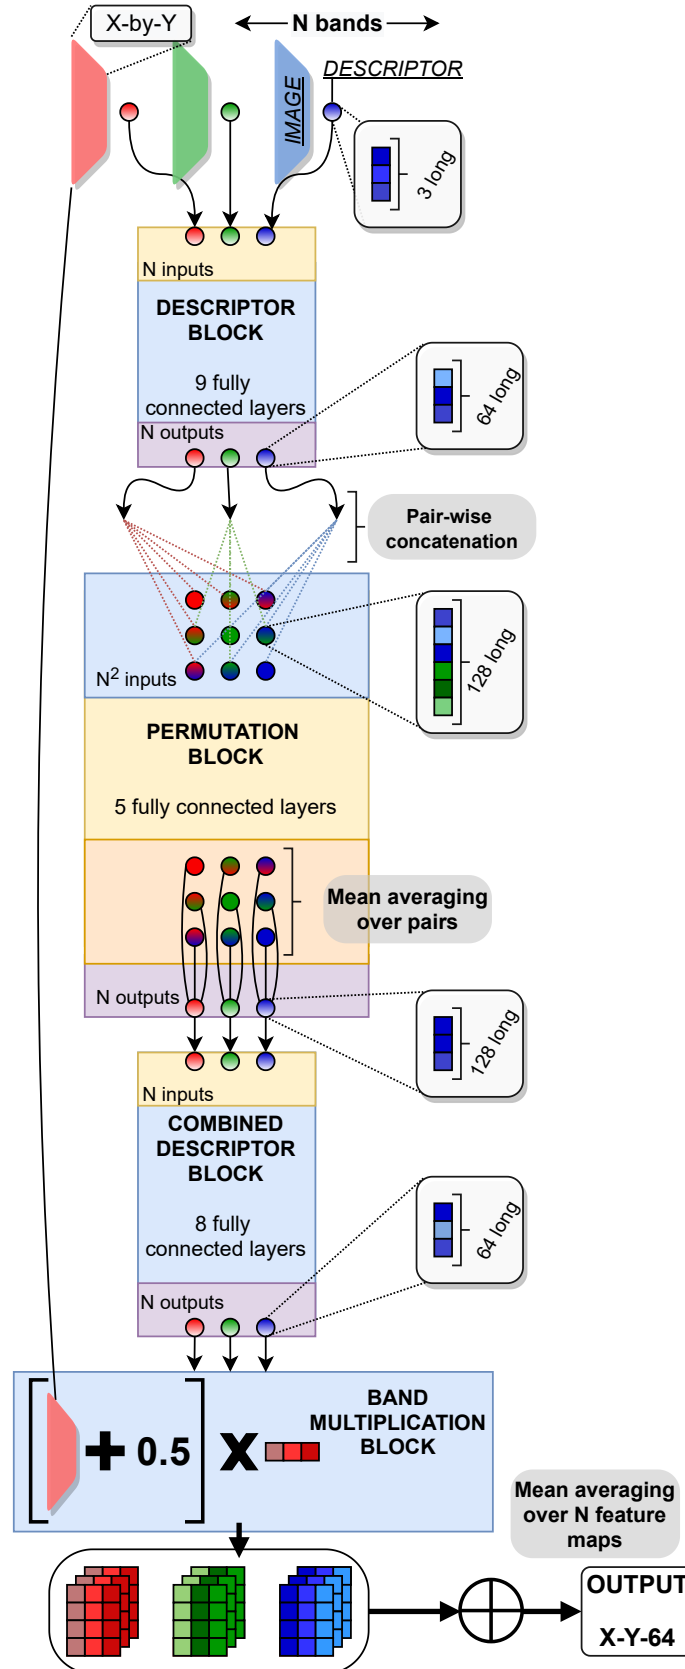 X-by-Y
N bands
DESCRIPTOR
IMAGE
3 long
N inputs
DESCRIPTOR
BLOCK
9 fully
connected layers
N outputs
64 long
Pair-wise
concatenation
N² inputs
128 long
PERMUTATION
BLOCK
5 fully connected layers
Mean averaging
over pairs
N outputs
128 long
N inputs
COMBINED
DESCRIPTOR
BLOCK
8 fully
connected layers
64 long
N outputs
BAND
MULTIPLICATION
BLOCK
[ + 0.5 ] X
Mean averaging
over N feature
maps
OUTPUT
X-Y-64